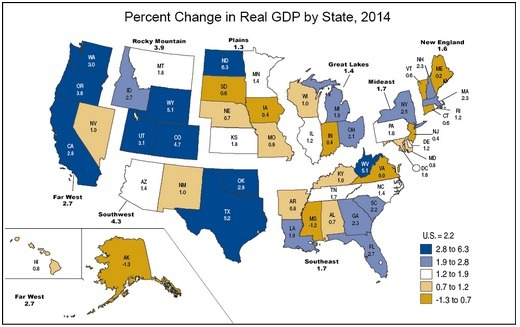 Percent Change in Real GDP by State, 2014
Rocky Mountain
3.9
Plains
1.3
New England
1.6
Great Lakes
1.4
Mideast
1.7
Far West
2.7
Southwest
4.3
Southeast
1.7
Far West
2.7
WA
3.0
OR
3.6
CA
2.8
NV
1.0
ID
2.7
MT
1.8
WY
5.1
UT
3.1
CO
4.7
AZ
1.4
NM
1.0
ND
6.3
SD
0.6
NE
0.7
KS
1.8
OK
2.8
TX
5.2
MN
1.4
IA
0.4
MO
0.9
AR
0.8
LA
1.9
WI
1.0
IL
1.2
MI
1.9
IN
0.4
OH
2.1
KY
1.0
TN
1.7
MS
-1.2
AL
0.7
GA
2.3
FL
2.7
SC
2.2
NC
1.4
VA
0.0
WV
5.1
PA
1.8
NY
2.5
VT
0.6
NH
2.3
ME
0.2
MA
2.3
RI
1.2
CT
0.6
NJ
0.4
DE
1.2
MD
0.8
DC
1.6
HI
0.8
AK
-1.3
U.S. = 2.2
2.8 to 6.3
1.9 to 2.8
1.2 to 1.9
0.7 to 1.2
-1.3 to 0.7